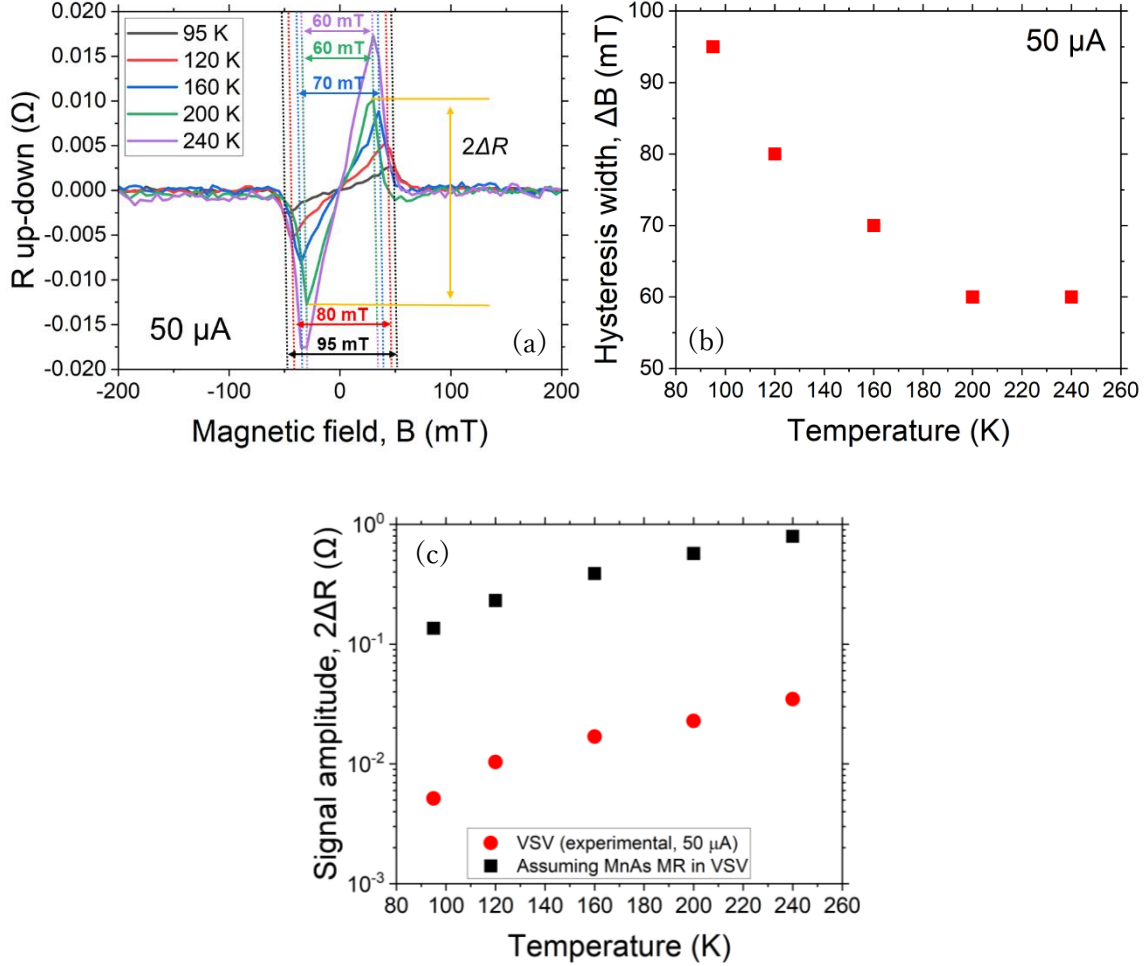 95 K
120 K
160 K
200 K
240 K
60 mT
60 mT
70 mT
2ΔR
80 mT
95 mT
50 μA
(a)
0.020
0.015
0.010
0.005
0.000
-0.005
-0.010
-0.015
-0.020
R up-down (Ω)
-200 -100 0 100 200
Magnetic field, B (mT)
50 μA
(b)
100
90
80
70
60
50
Hysteresis width, ΔB (mT)
80 100 120 140 160 180 200 220 240 260
Temperature (K)
(c)
10⁰
10⁻¹
10⁻²
10⁻³
Signal amplitude, 2ΔR (Ω)
VSV (experimental, 50 μA)
Assuming MnAs MR in VSV
80 100 120 140 160 180 200 220 240 260
Temperature (K)